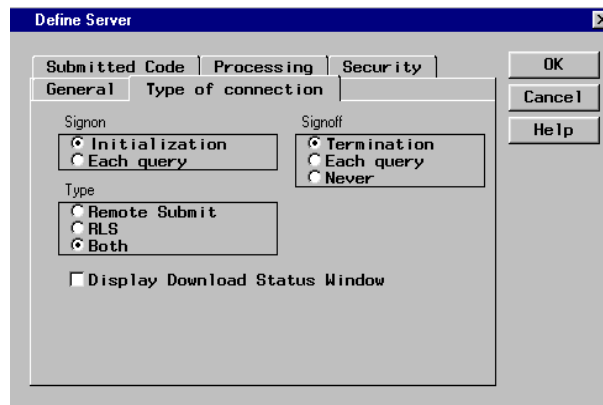 Define Server
Submitted Code Processing Security
General Type of connection
OK
Cancel
Help
Signon
Initialization
Each query
Signoff
Termination
Each query
Never
Type
Remote Submit
RLS
Both
Display Download Status Window